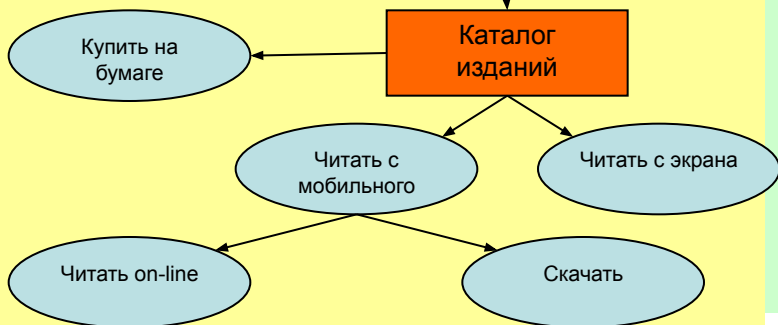 Каталог
изданий
Купить на
бумаге
Читать с
мобильного
Читать с экрана
Читать on-line
Скачать